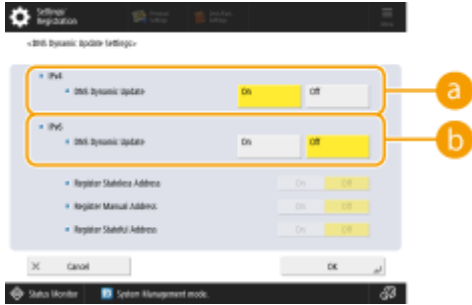 Settings/
Registration
<DNS Dynamic Update Settings>
IPv4
DNS Dynamic Update
On
Off
a
IPv6
DNS Dynamic Update
On
Off
b
Register Stateless Address
On
Off
Register Manual Address
On
Off
Register Stateful Address
On
Off
Cancel
OK
Status Monitor
System Management mode.